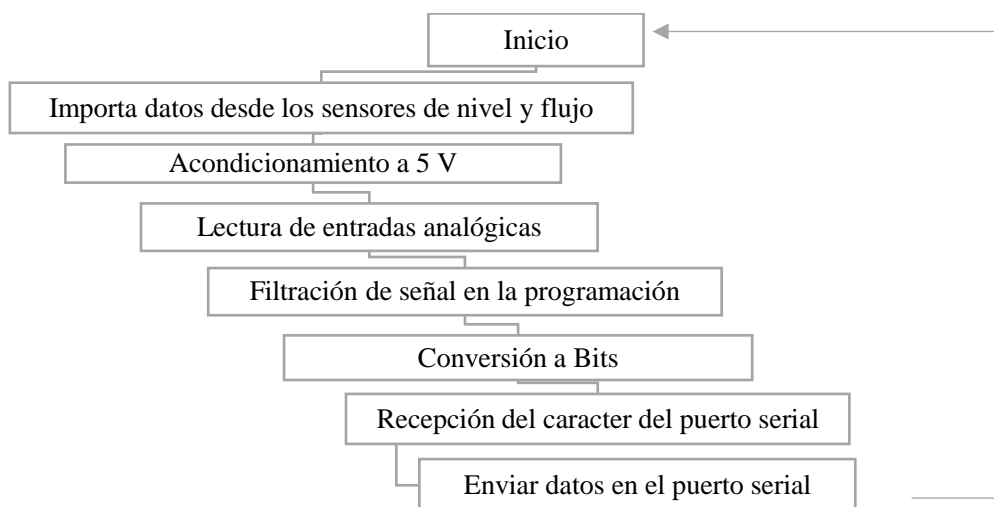 Inicio
Importa datos desde los sensores de nivel y flujo
Acondicionamiento a 5 V
Lectura de entradas analógicas
Filtración de señal en la programación
Conversión a Bits
Recepción del caracter del puerto serial
Enviar datos en el puerto serial